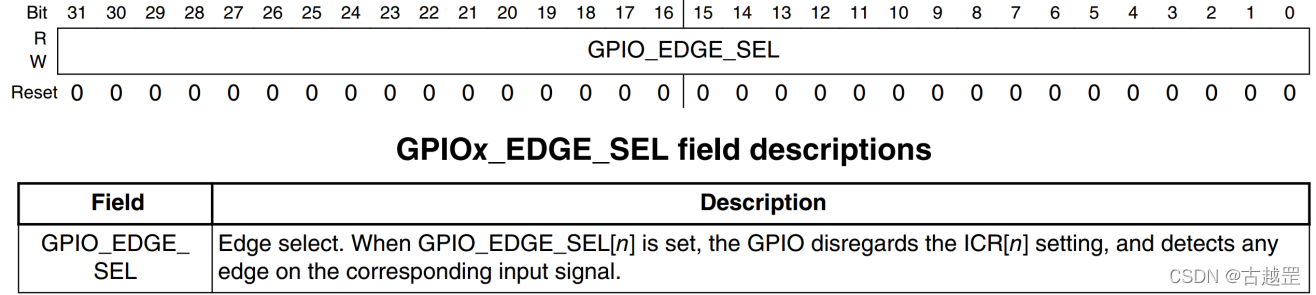 Bit 31 30 29 28 27 26 25 24 23 22 21 20 19 18 17 16 15 14 13 12 11 10 9 8 7 6 5 4 3 2 1 0
R
GPIO_EDGE_SEL
W
Reset 0 0 0 0 0 0 0 0 0 0 0 0 0 0 0 0 0 0 0 0 0 0 0 0 0 0 0 0 0 0 0 0
GPIOx_EDGE_SEL field descriptions
Field Description
GPIO_EDGE_
SEL
Edge select. When GPIO_EDGE_SEL[n] is set, the GPIO disregards the ICR[n] setting, and detects any
edge on the corresponding input signal.
CSDN @古越罡